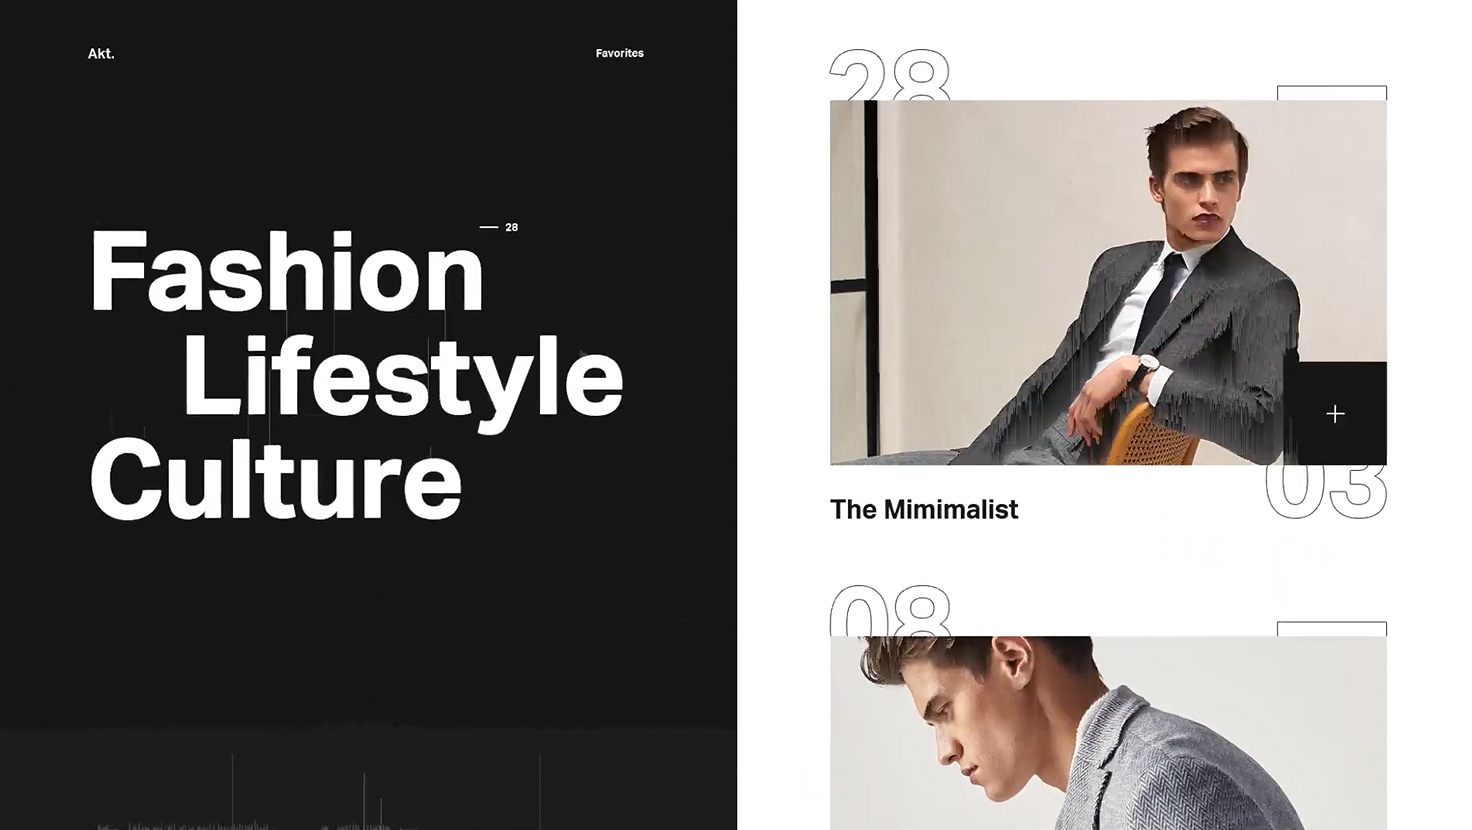 Akt.
Favorites
28
Fashion
Lifestyle
Culture
28
03
The Mimimalist
08